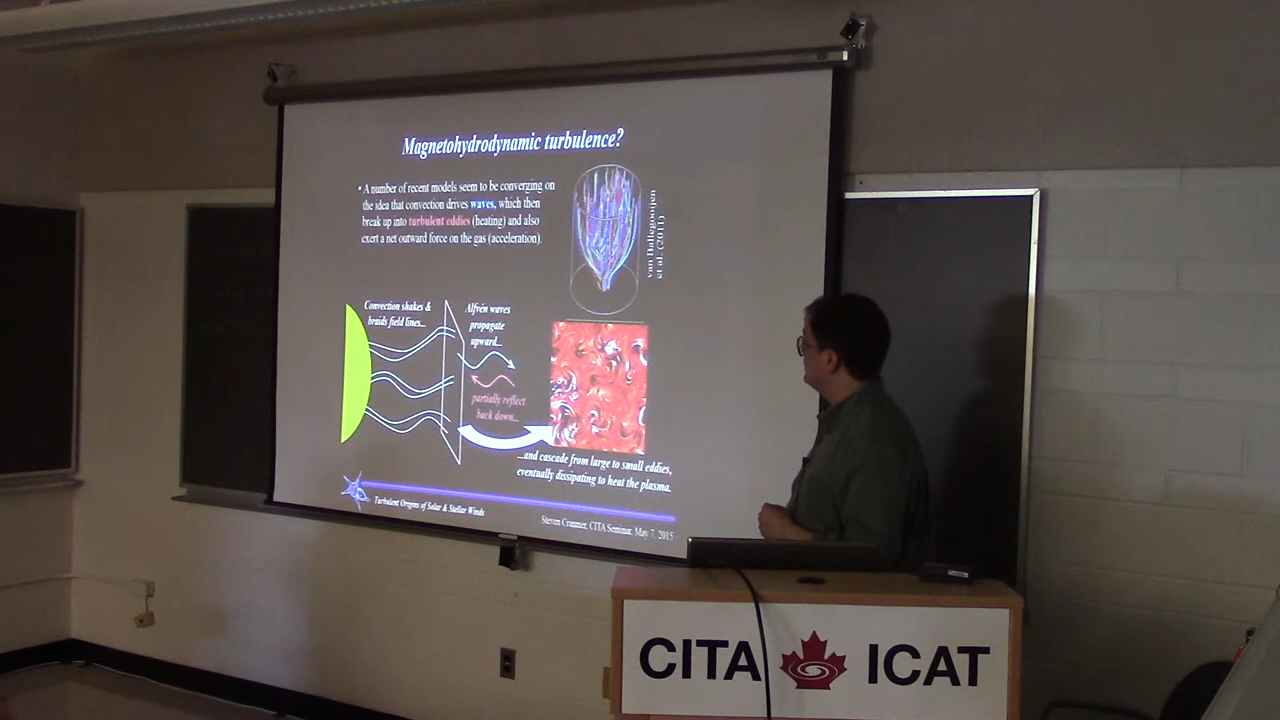 Magnetohydrodynamic turbulence?
• A number of recent models seem to be converging on
the idea that convection drives waves, which then
break up into turbulent eddies (heating) and also
exert a net outward force on the gas (acceleration).
van Ballegooijen
et al. (2011)
Convection shakes &
braids field lines...
Alfvén waves
propagate
upward...
partially reflect
back down...
...and cascade from large to small eddies,
eventually dissipating to heat the plasma.
Turbulent Origins of Solar & Stellar Winds
Steven Cranmer, CITA Seminar, May 7, 2015
CITA ICAT